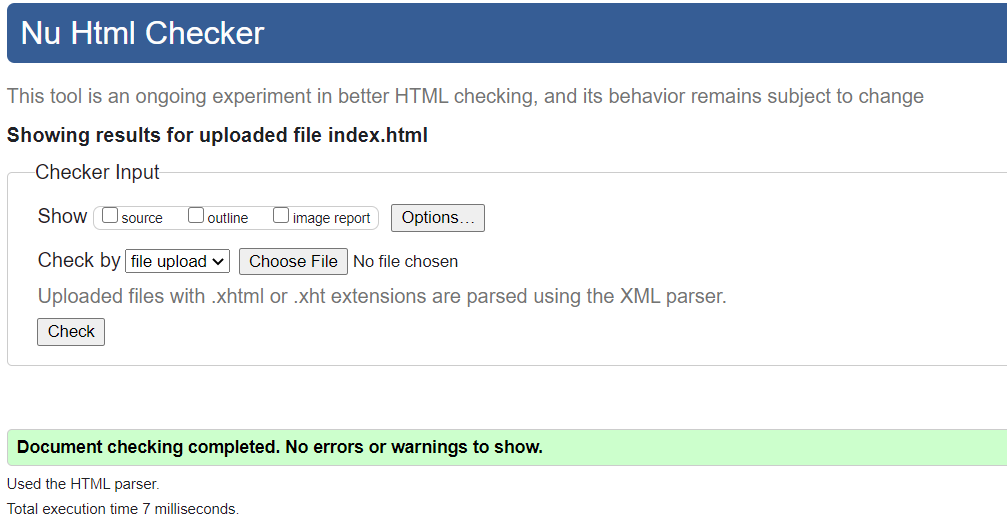 Nu Html Checker
This tool is an ongoing experiment in better HTML checking, and its behavior remains subject to change
Showing results for uploaded file index.html
Checker Input
Show source outline image report Options...
Check by file upload Choose File No file chosen
Uploaded files with .xhtml or .xht extensions are parsed using the XML parser.
Check
Document checking completed. No errors or warnings to show.
Used the HTML parser.
Total execution time 7 milliseconds.